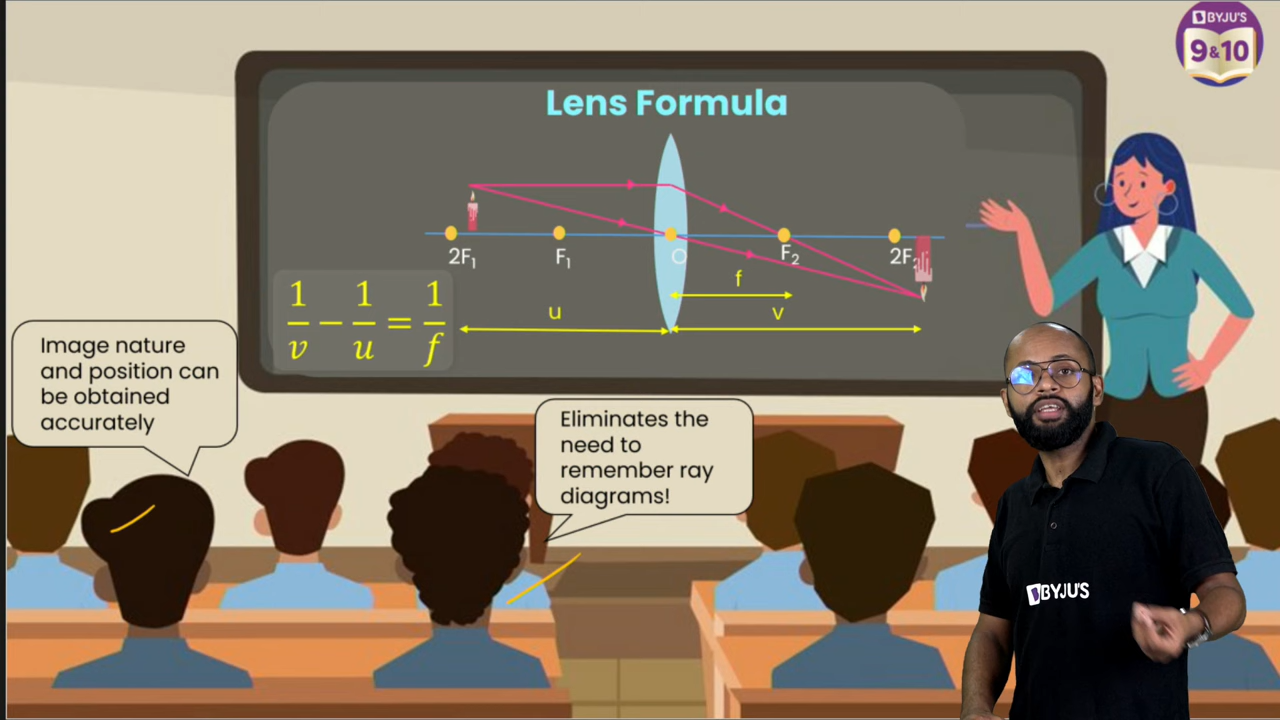 BYJU'S
9&10
Lens Formula
2F₁
F₁
O
F₂
2F₂
f
u
v
1/v − 1/u = 1/f
Image nature
and position can
be obtained
accurately
Eliminates the
need to
remember ray
diagrams!
BYJU'S